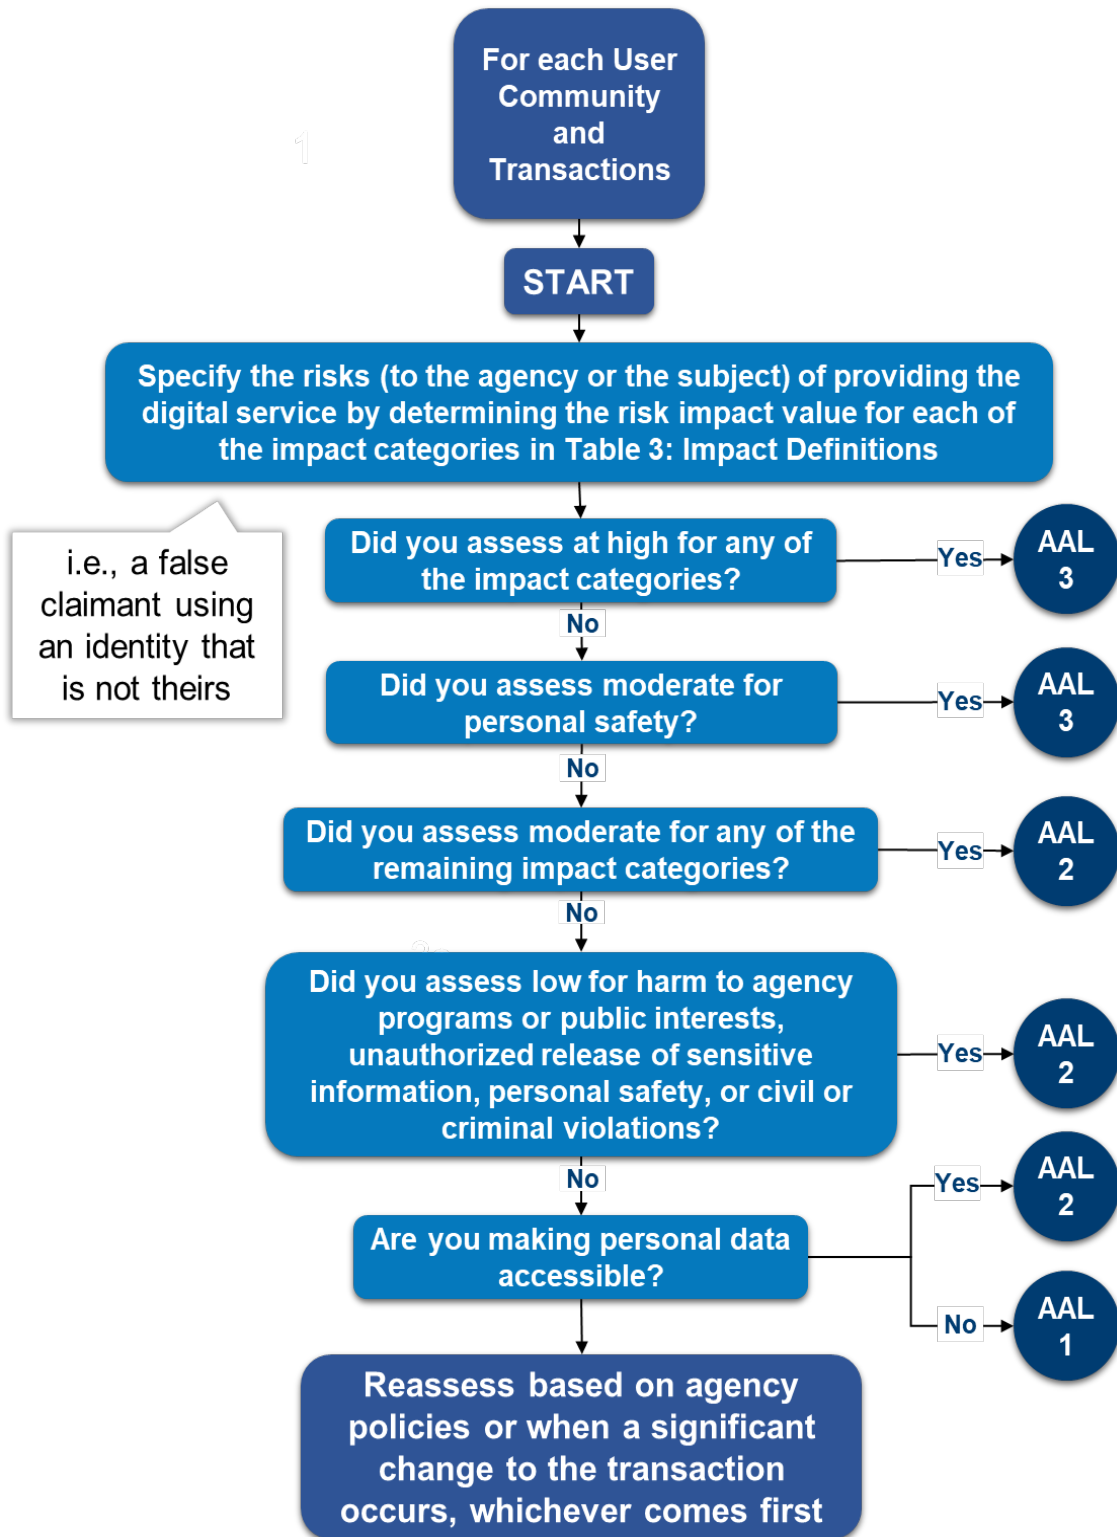 For each User
Community
and
Transactions
1
START
Specify the risks (to the agency or the subject) of providing the
digital service by determining the risk impact value for each of
the impact categories in Table 3: Impact Definitions
i.e., a false
claimant using
an identity that
is not theirs
Did you assess at high for any of
the impact categories?
Yes
AAL
3
No
Did you assess moderate for
personal safety?
Yes
AAL
3
No
Did you assess moderate for any of the
remaining impact categories?
Yes
AAL
2
No
Did you assess low for harm to agency
programs or public interests,
unauthorized release of sensitive
information, personal safety, or civil or
criminal violations?
Yes
AAL
2
No
Are you making personal data
accessible?
Yes
AAL
2
No
AAL
1
Reassess based on agency
policies or when a significant
change to the transaction
occurs, whichever comes first